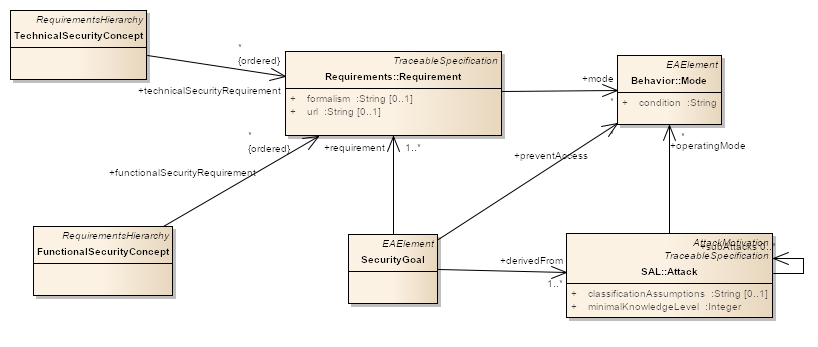 RequirementsHierarchy
TechnicalSecurityConcept
*
{ordered}
+technicalSecurityRequirement
TraceableSpecification
Requirements::Requirement
+ formalism :String [0..1]
+ url :String [0..1]
+mode
*
EAElement
Behavior::Mode
+ condition :String
*
{ordered}
+functionalSecurityRequirement
+requirement
1..*
+preventAccess
*
*
+operatingMode
RequirementsHierarchy
FunctionalSecurityConcept
EAElement
SecurityGoal
+derivedFrom
1..*
AttackMotivation
+subAttacks 0..*
TraceableSpecification
SAL::Attack
+ classificationAssumptions :String [0..1]
+ minimalKnowledgeLevel :Integer